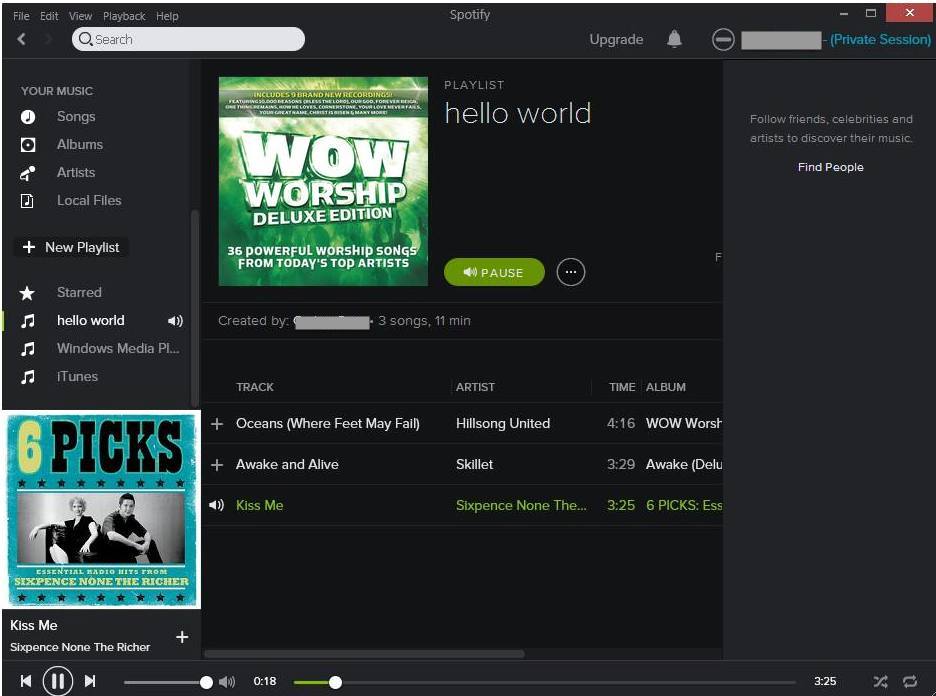 File Edit View Playback Help
Spotify
Search
Upgrade
- (Private Session)
YOUR MUSIC
Songs
Albums
Artists
Local Files
New Playlist
Starred
hello world
Windows Media Pl...
iTunes
6 PICKS
ESSENTIAL RADIO HITS FROM
SIXPENCE NONE THE RICHER
Kiss Me
Sixpence None The Richer
INCLUDES 9 BRAND NEW RECORDINGS!
FEATURING 10,000 REASONS (BLESS THE LORD), OUR GOD, FOREVER REIGN,
ONE THING REMAINS, HOW HE LOVES, CORNERSTONE, YOUR LOVE NEVER FAILS,
YOUR GREAT NAME, CHRIST IS RISEN & MANY MORE!
WOW
WORSHIP
DELUXE EDITION
36 POWERFUL WORSHIP SONGS
FROM TODAY'S TOP ARTISTS
PLAYLIST
hello world
PAUSE
F
Created by: • 3 songs, 11 min
TRACK ARTIST TIME ALBUM
Oceans (Where Feet May Fail) Hillsong United 4:16 WOW Worsh
Awake and Alive Skillet 3:29 Awake (Delu
Kiss Me Sixpence None The... 3:25 6 PICKS: Ess
Follow friends, celebrities and
artists to discover their music.
Find People
0:18 3:25